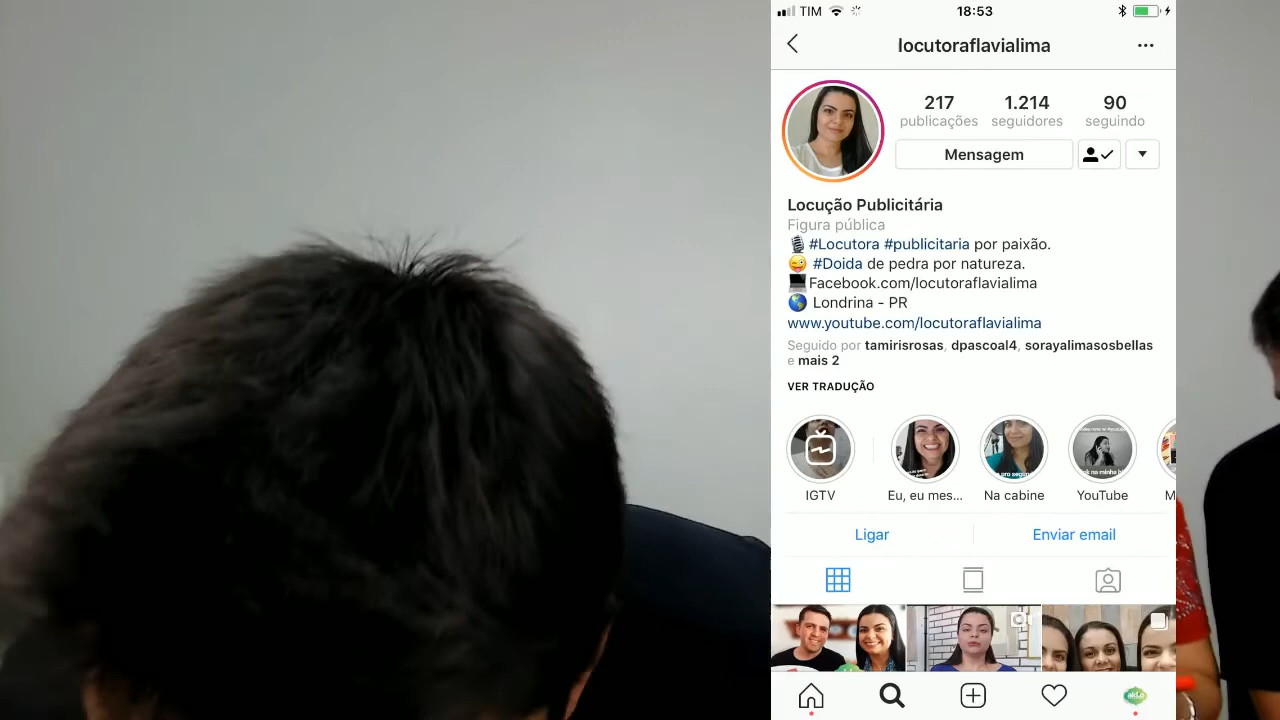 TIM
18:53
locutoraflavialima
217
1.214
90
publicações
seguidores
seguindo
Mensagem
Locução Publicitária
Figura pública
#Locutora #publicitaria por paixão.
#Doida de pedra por natureza.
Facebook.com/locutoraflavialima
Londrina - PR
www.youtube.com/locutoraflavialima
Seguido por tamirisrosas, dpascoal4, sorayalimasosbellas
e mais 2
VER TRADUÇÃO
IGTV
Eu, eu mes...
Na cabine
YouTube
M
Ligar
Enviar email